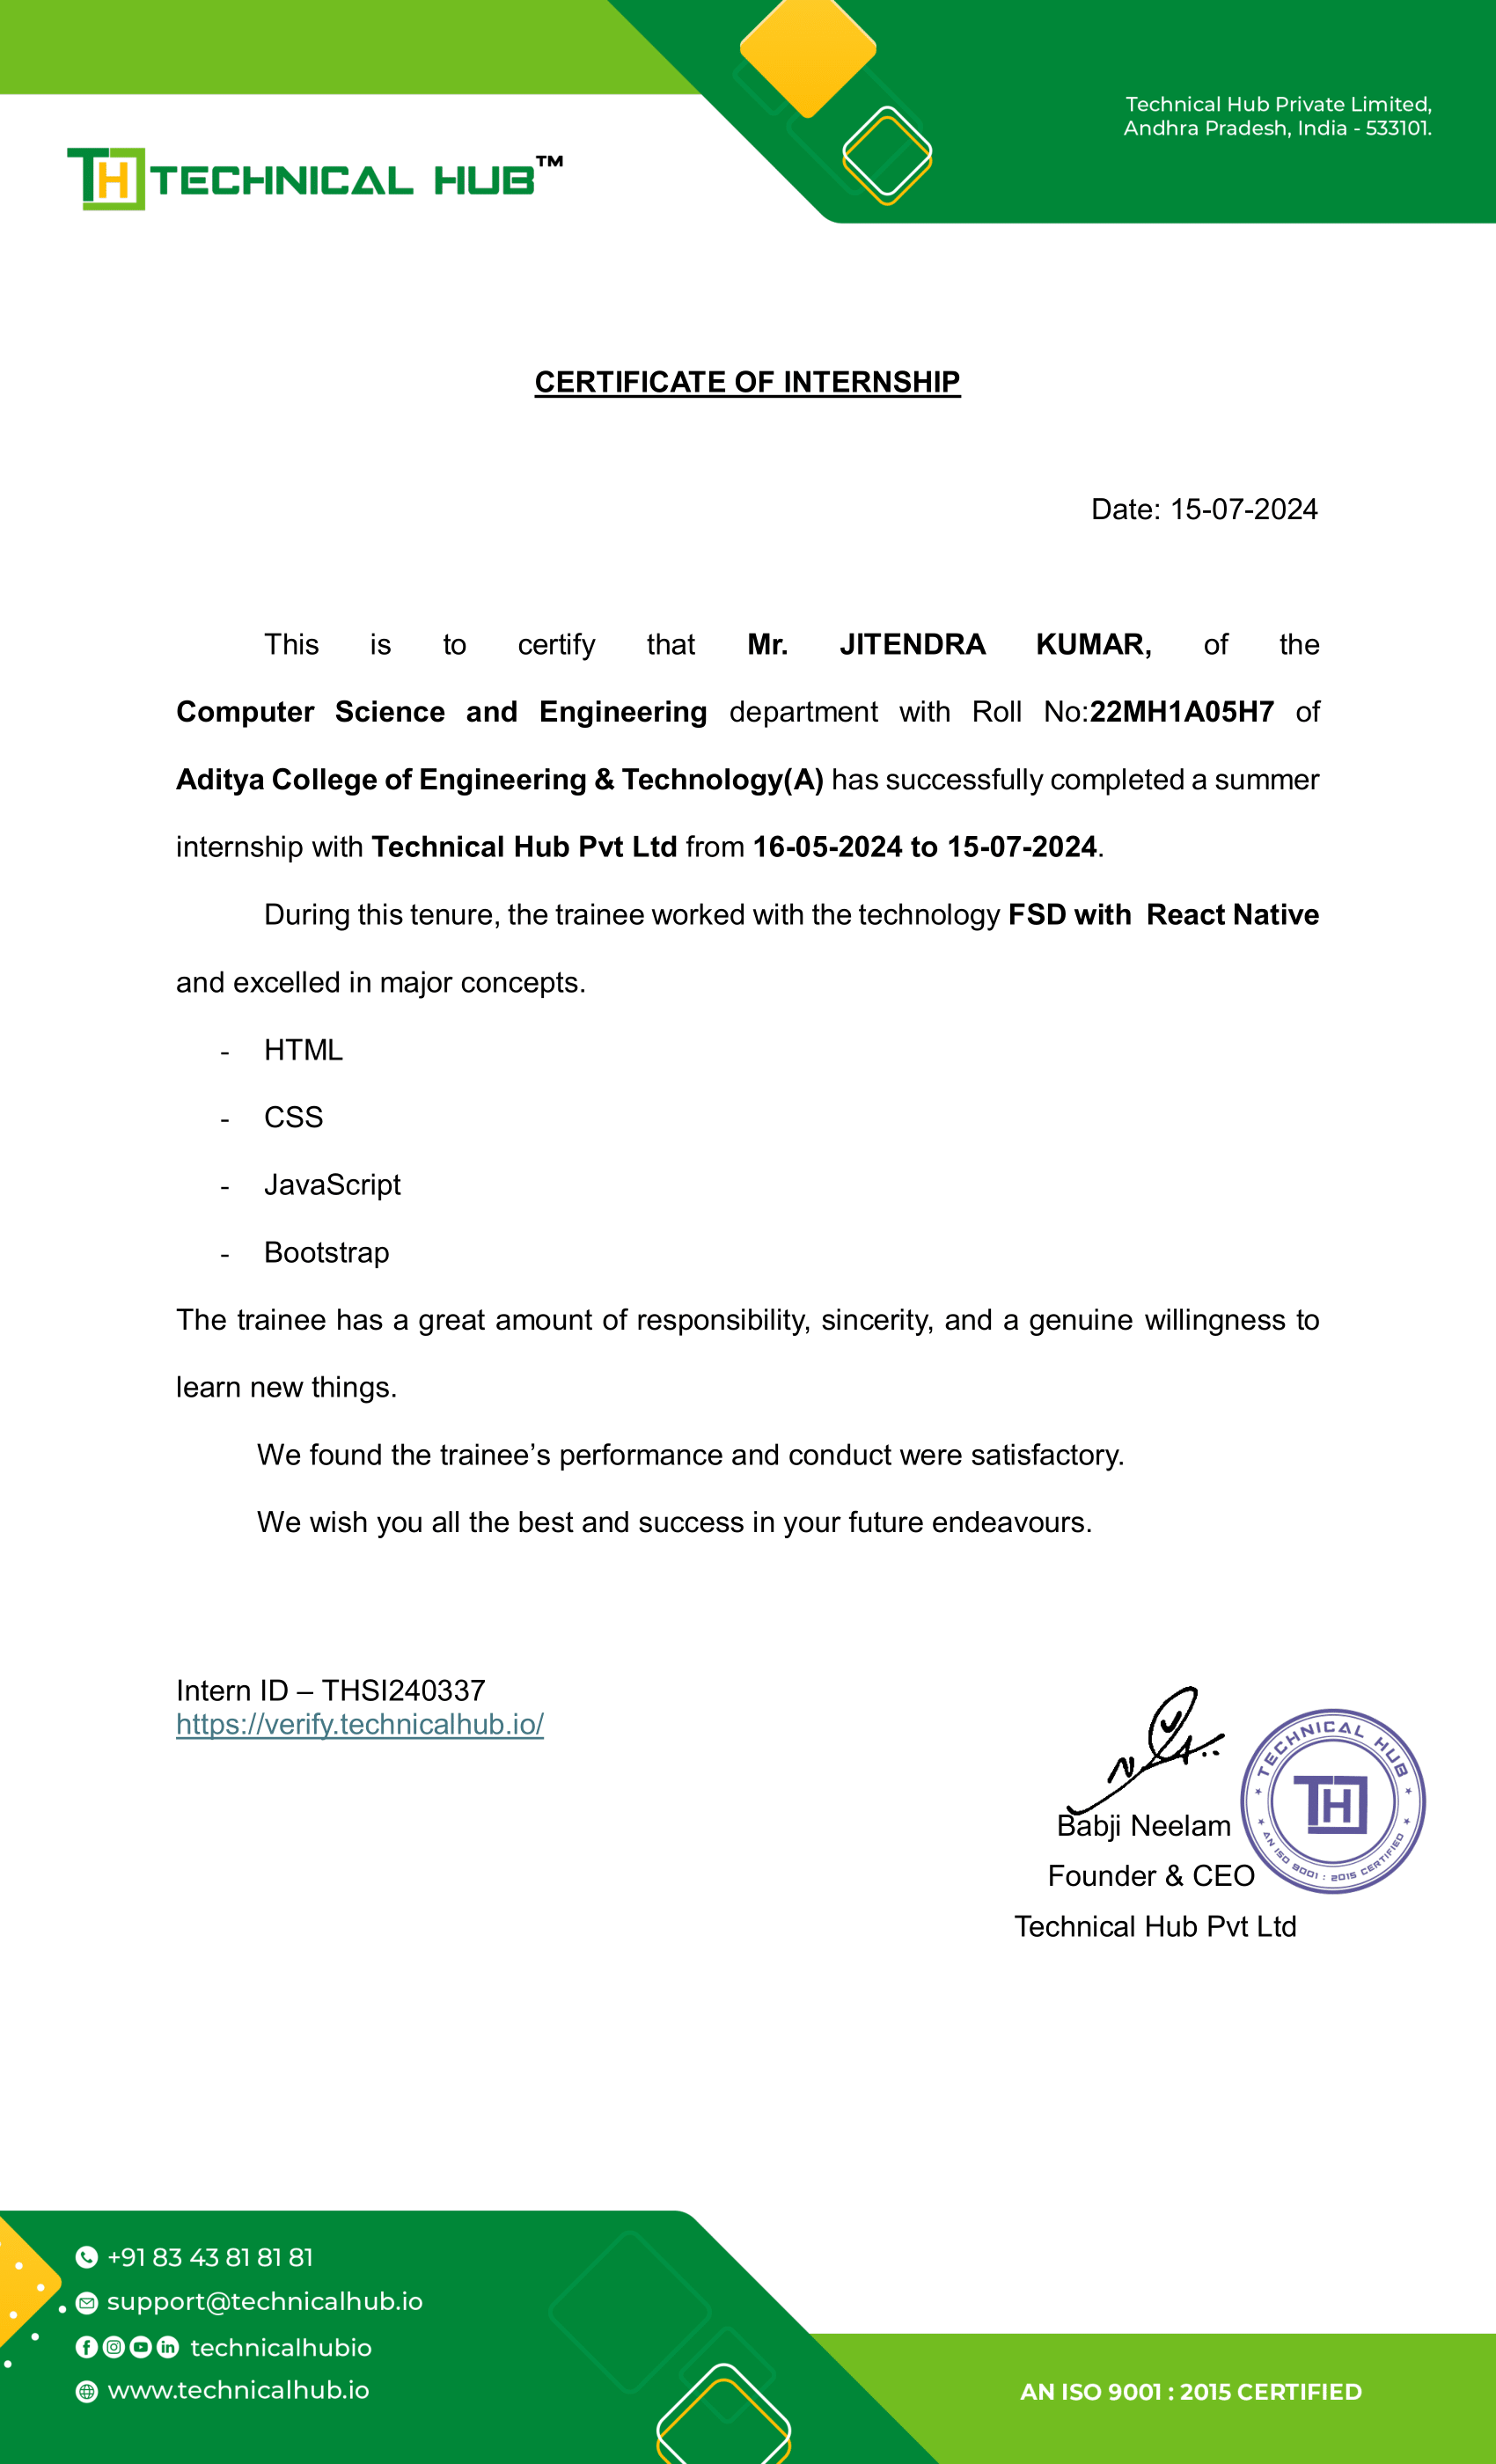 Technical Hub Private Limited,
Andhra Pradesh, India - 533101.
TH TECHNICAL HUB™
CERTIFICATE OF INTERNSHIP
Date: 15-07-2024
This is to certify that Mr. JITENDRA KUMAR, of the
Computer Science and Engineering department with Roll No:22MH1A05H7 of
Aditya College of Engineering & Technology(A) has successfully completed a summer
internship with Technical Hub Pvt Ltd from 16-05-2024 to 15-07-2024.
During this tenure, the trainee worked with the technology FSD with  React Native
and excelled in major concepts.
- HTML
- CSS
- JavaScript
- Bootstrap
The trainee has a great amount of responsibility, sincerity, and a genuine willingness to
learn new things.
We found the trainee’s performance and conduct were satisfactory.
We wish you all the best and success in your future endeavours.
Intern ID – THSI240337
https://verify.technicalhub.io/
TECHNICAL HUB
TH
AN ISO 9001 : 2015 CERTIFIED
Babji Neelam
Founder & CEO
Technical Hub Pvt Ltd
+91 83 43 81 81 81
support@technicalhub.io
technicalhubio
www.technicalhub.io
AN ISO 9001 : 2015 CERTIFIED